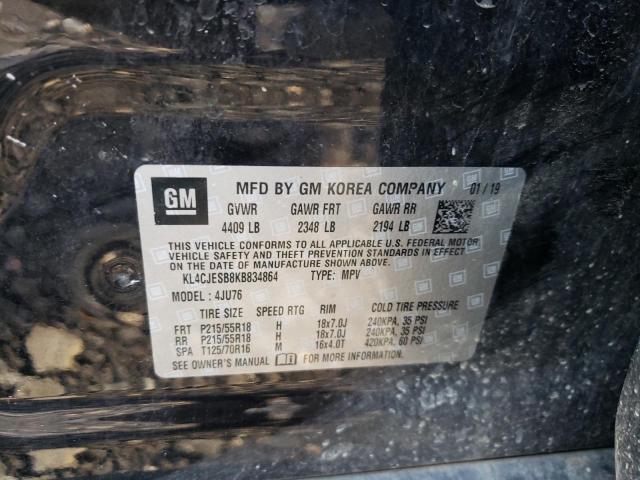 GM MFD BY GM KOREA COMPANY 01/19
GVWR GAWR FRT GAWR RR
4409 LB 2348 LB 2194 LB
THIS VEHICLE CONFORMS TO ALL APPLICABLE U.S. FEDERAL MOTOR
VEHICLE SAFETY AND THEFT PREVENTION STANDARDS IN EFFECT
ON THE DATE OF MANUFACTURE SHOWN ABOVE.
KL4CJESB8KB834864 TYPE: MPV
MODEL: 4JU76
TIRE SIZE SPEED RTG RIM COLD TIRE PRESSURE
FRT P215/55R18 H 18x7.0J 240KPA, 35 PSI
RR P215/55R18 H 18x7.0J 240KPA, 35 PSI
SPA T125/70R16 M 16x4.0T 420KPA, 60 PSI
SEE OWNER'S MANUAL FOR MORE INFORMATION.